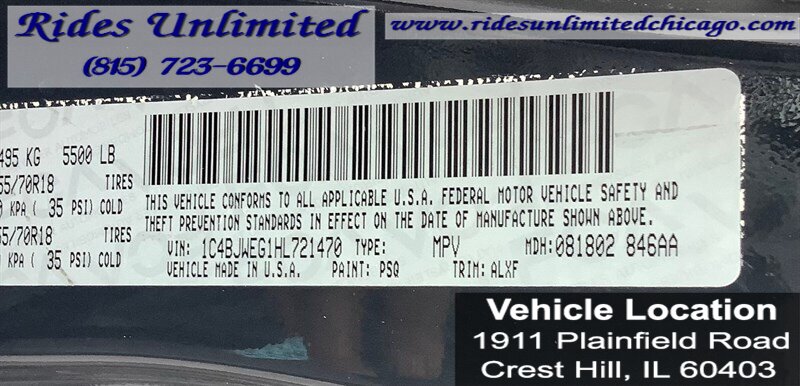 Rides Unlimited
(815) 723-6699
www.ridesunlimitedchicago.com
495 KG 5500 LB
55/70R18 TIRES
KPA ( 35 PSI) COLD
55/70R18 TIRES
KPA ( 35 PSI) COLD
THIS VEHICLE CONFORMS TO ALL APPLICABLE U.S.A. FEDERAL MOTOR VEHICLE SAFETY AND
THEFT PREVENTION STANDARDS IN EFFECT ON THE DATE OF MANUFACTURE SHOWN ABOVE.
VIN: 1C4BJWEG1HL721470 TYPE: MPV MDH: 081802 846AA
VEHICLE MADE IN U.S.A. PAINT: PSQ TRIM: ALXF
Vehicle Location
1911 Plainfield Road
Crest Hill, IL 60403